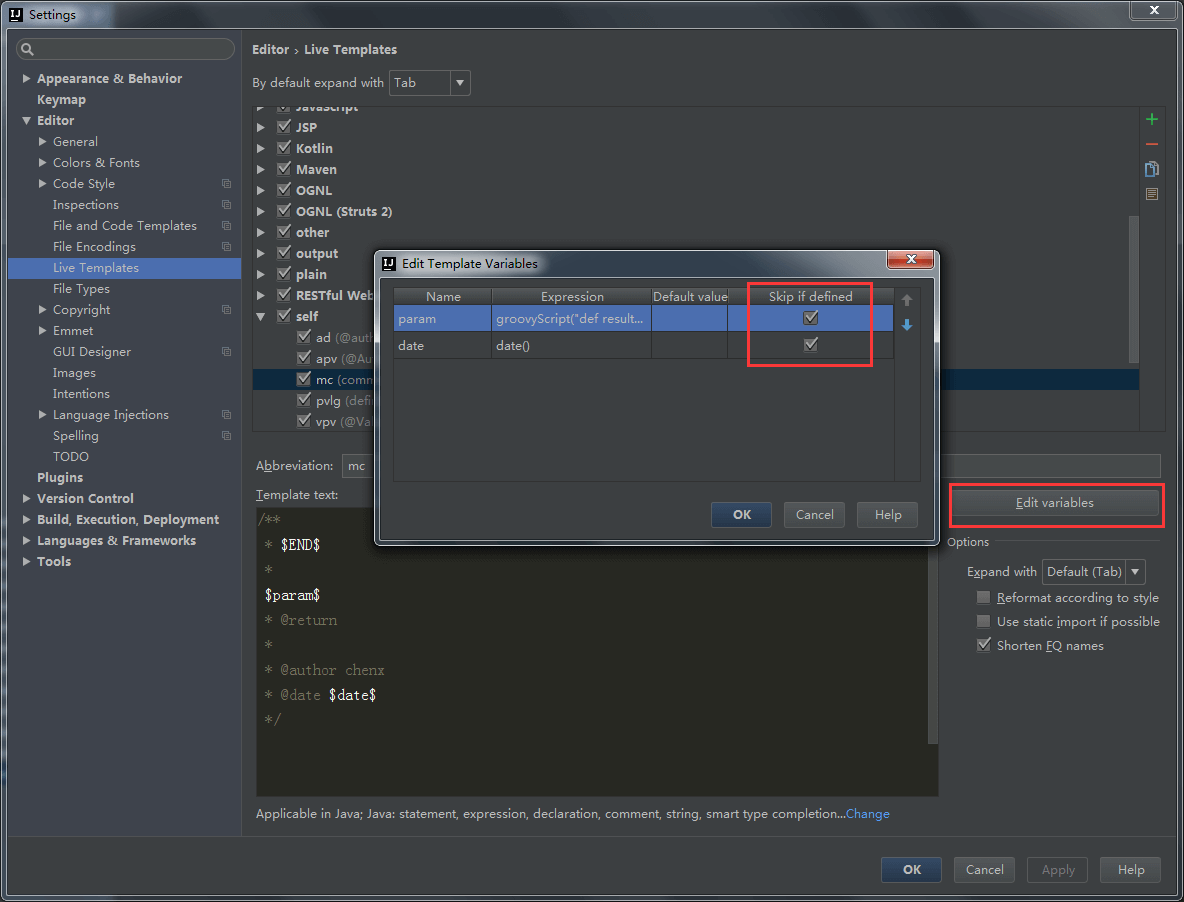 Settings
Appearance & Behavior
Keymap
Editor
General
Colors & Fonts
Code Style
Inspections
File and Code Templates
File Encodings
Live Templates
File Types
Copyright
Emmet
GUI Designer
Images
Intentions
Language Injections
Spelling
TODO
Plugins
Version Control
Build, Execution, Deployment
Languages & Frameworks
Tools
Editor › Live Templates
By default expand with Tab
Javascript
JSP
Kotlin
Maven
OGNL
OGNL (Struts 2)
other
output
plain
RESTful Web
self
ad (@auth
apv (@Au
mc (comm
pvlg (defi
vpv (@Val
Edit Template Variables
Name Expression Default value Skip if defined
param groovyScript("def result...
date date()
OK Cancel Help
Abbreviation: mc
Template text:
/**
* $END$
*
$param$
* @return
*
* @author chenx
* @date $date$
*/
Edit variables
Options
Expand with Default (Tab)
Reformat according to style
Use static import if possible
Shorten FQ names
Applicable in Java; Java: statement, expression, declaration, comment, string, smart type completion...Change
OK Cancel Apply Help